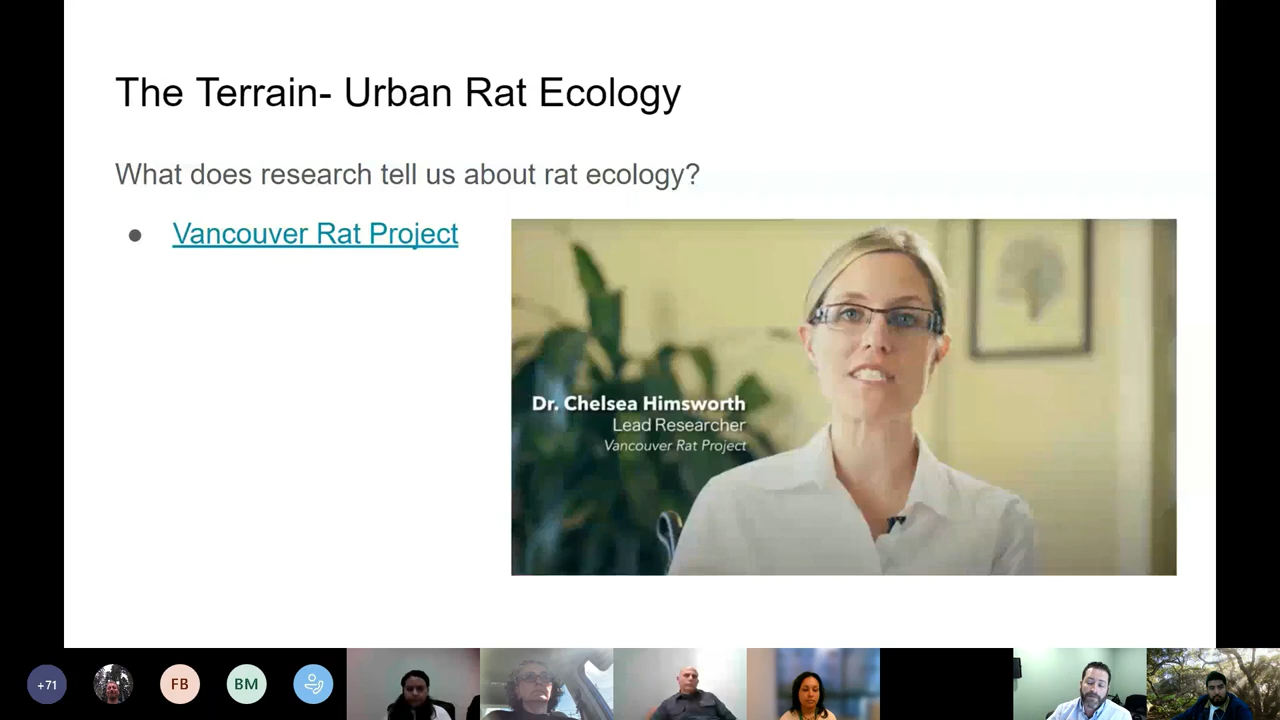 The Terrain- Urban Rat Ecology
What does research tell us about rat ecology?
● Vancouver Rat Project
Dr. Chelsea Himsworth
Lead Researcher
Vancouver Rat Project
+71
FB
BM